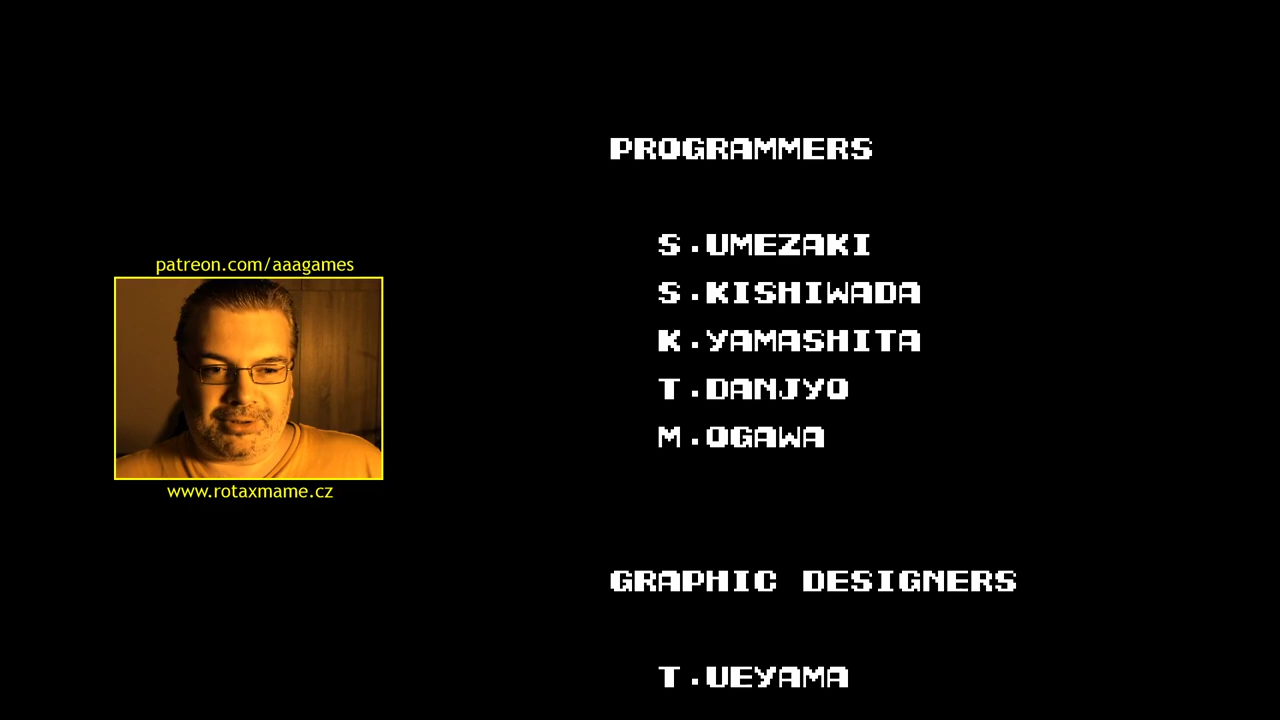 PROGRAMMERS
S.UMEZAKI
S.KISHIWADA
K.YAMASHITA
T.DANJYO
M.OGAWA
GRAPHIC DESIGNERS
T.UEYAMA
patreon.com/aaagames
www.rotaxmame.cz